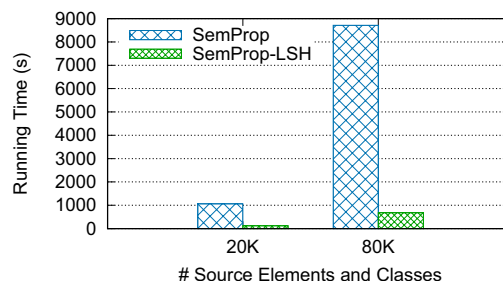 9000
8000
7000
6000
5000
4000
3000
2000
1000
0
Running Time (s)
SemProp
SemProp-LSH
20K
80K
# Source Elements and Classes